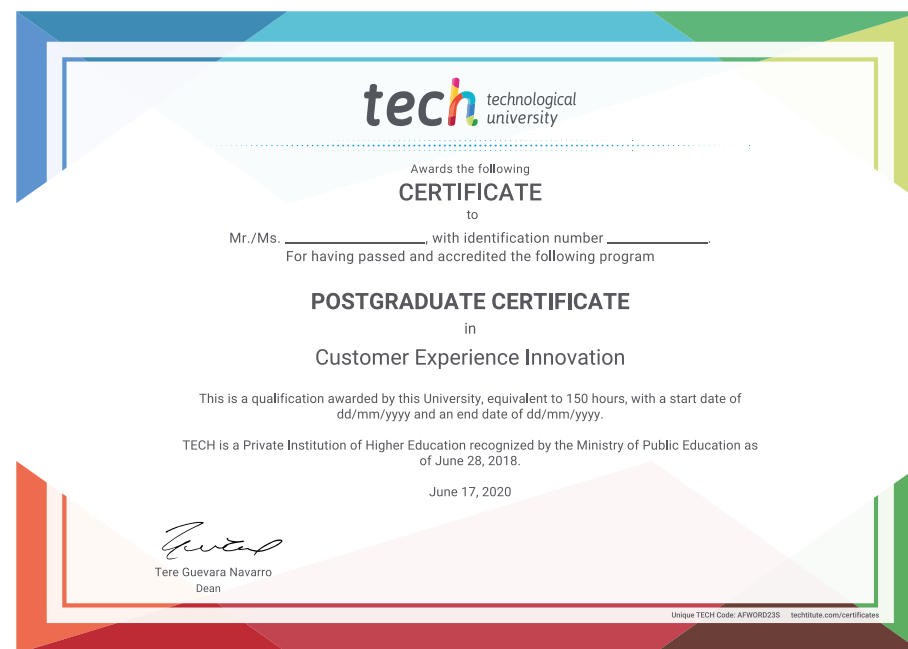 tech technological
university
Awards the following
CERTIFICATE
to
Mr./Ms. ____________________, with identification number ______________.
For having passed and accredited the following program
POSTGRADUATE CERTIFICATE
in
Customer Experience Innovation
This is a qualification awarded by this University, equivalent to 150 hours, with a start date of
dd/mm/yyyy and an end date of dd/mm/yyyy.
TECH is a Private Institution of Higher Education recognized by the Ministry of Public Education as
of June 28, 2018.
June 17, 2020
Tere Guevara Navarro
Dean
Unique TECH Code: AFWORD23S techtitute.com/certificates